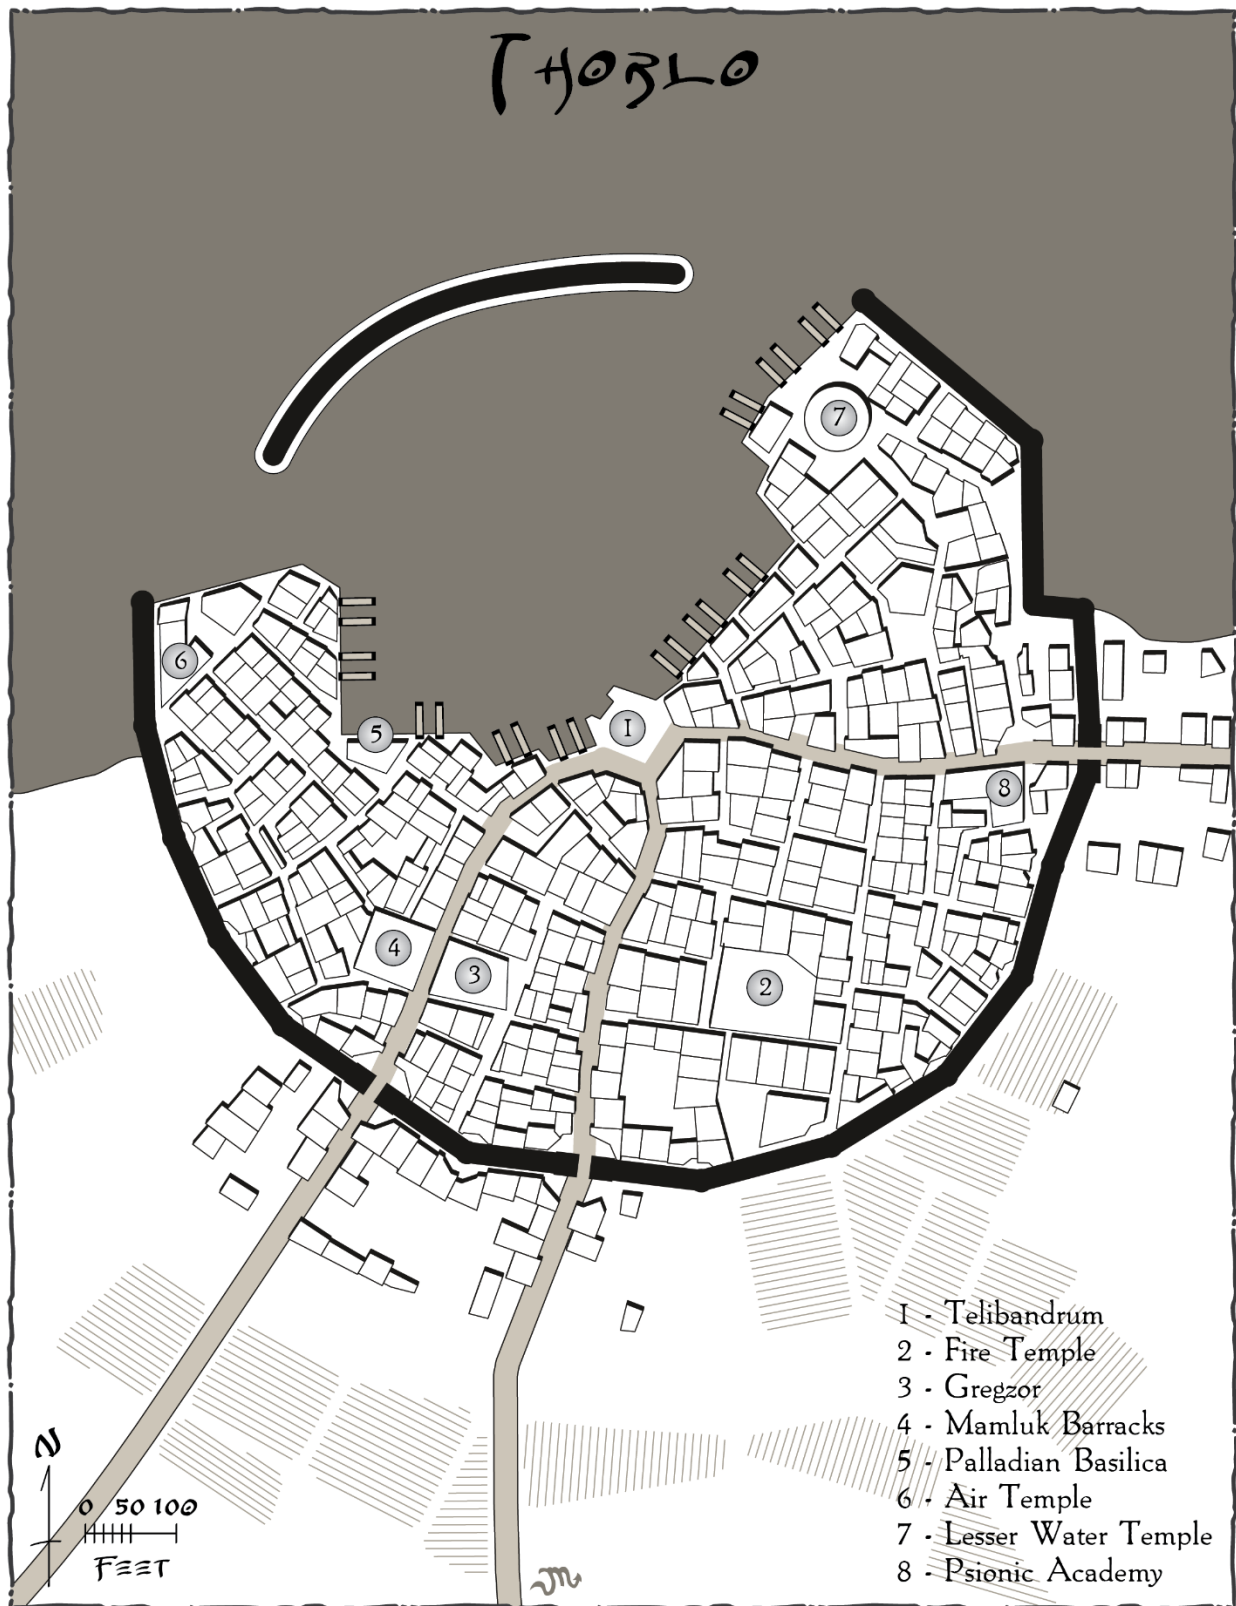 Thoblo
7
6
1
5
8
4
3
2
1 - Telibandrum
2 - Fire Temple
3 - Gregzor
4 - Mamluk Barracks
5 - Palladian Basilica
6 - Air Temple
7 - Lesser Water Temple
8 - Psionic Academy
N
0 50 100
Feet